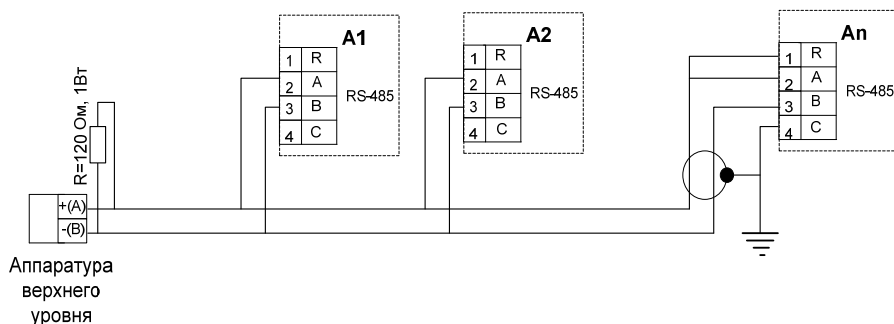 A1
1 R
2 A
3 B
4 C
RS-485
A2
1 R
2 A
3 B
4 C
RS-485
An
1 R
2 A
3 B
4 C
RS-485
R=120 Ом, 1Вт
+(A)
-(B)
Аппаратура
верхнего
уровня